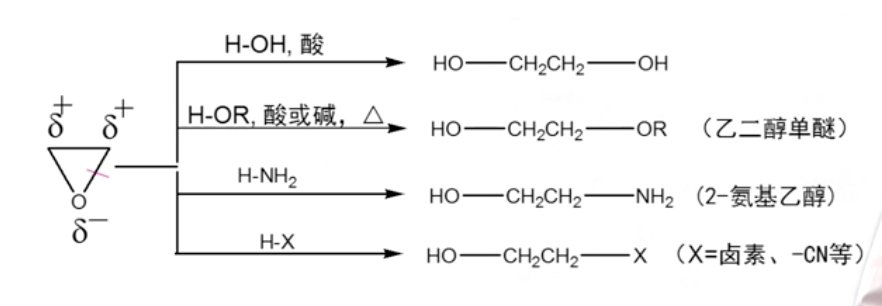 H-OH, 酸
HO—CH₂CH₂—OH
δ+ δ+
H-OR, 酸或碱, △
HO—CH₂CH₂—OR （乙二醇单醚）
O
δ−
H-NH₂
HO—CH₂CH₂—NH₂ (2-氨基乙醇)
H-X
HO—CH₂CH₂—X （X=卤素、-CN等）